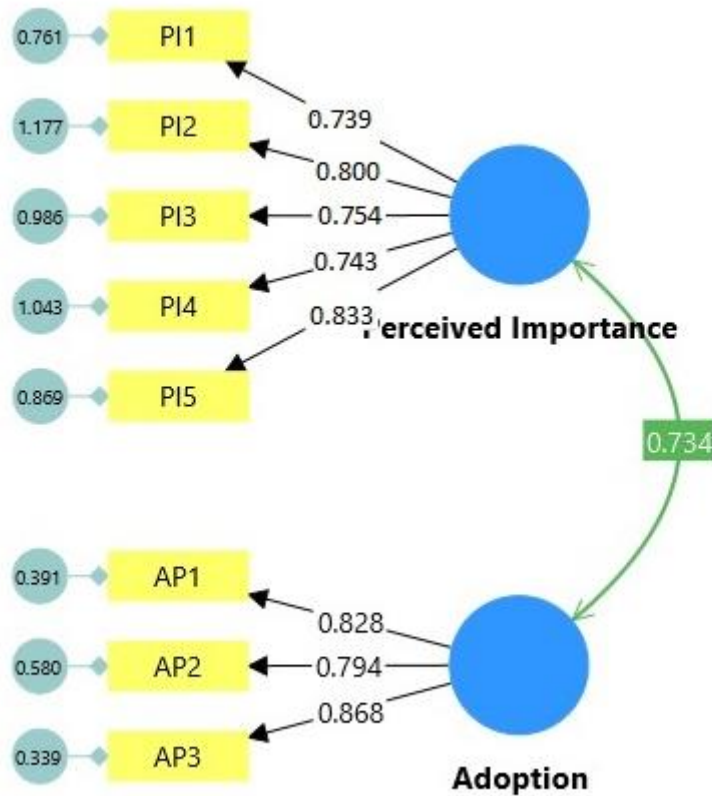 0.761 PI1
0.739
1.177 PI2
0.800
0.986 PI3 0.754
0.743
1.043 PI4
0.833
Perceived Importance
0.869 PI5
0.734
0.391 AP1
0.828
0.580 AP2 0.794
0.868
0.339 AP3
Adoption